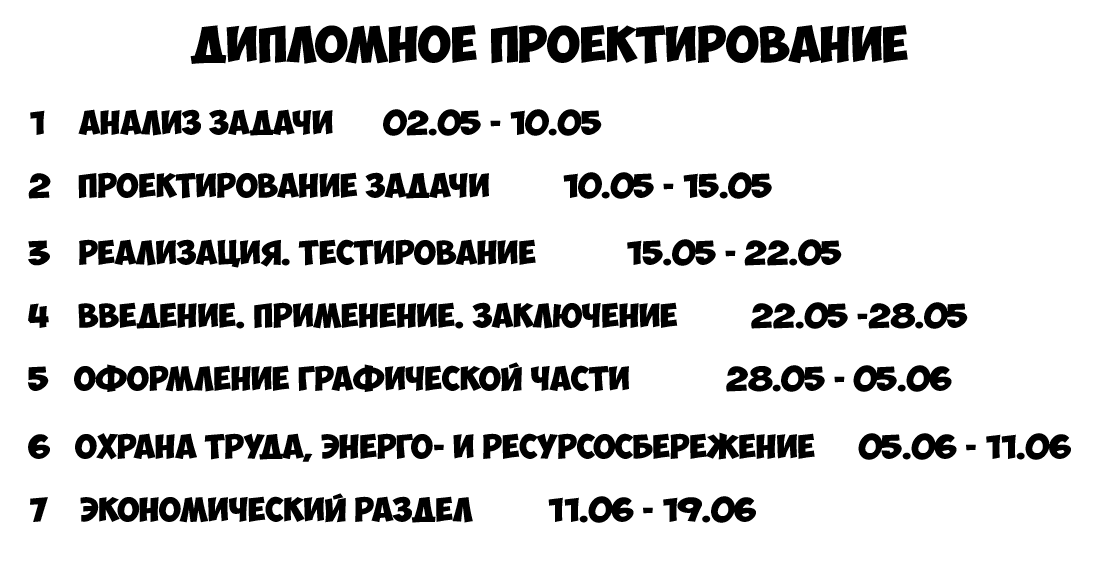 ДИПЛОМНОЕ ПРОЕКТИРОВАНИЕ
1 АНАЛИЗ ЗАДАЧИ 02.05 - 10.05
2 ПРОЕКТИРОВАНИЕ ЗАДАЧИ 10.05 - 15.05
3 РЕАЛИЗАЦИЯ. ТЕСТИРОВАНИЕ 15.05 - 22.05
4 ВВЕДЕНИЕ. ПРИМЕНЕНИЕ. ЗАКЛЮЧЕНИЕ 22.05 -28.05
5 ОФОРМЛЕНИЕ ГРАФИЧЕСКОЙ ЧАСТИ 28.05 - 05.06
6 ОХРАНА ТРУДА, ЭНЕРГО- И РЕСУРСОСБЕРЕЖЕНИЕ 05.06 - 11.06
7 ЭКОНОМИЧЕСКИЙ РАЗДЕЛ 11.06 - 19.06